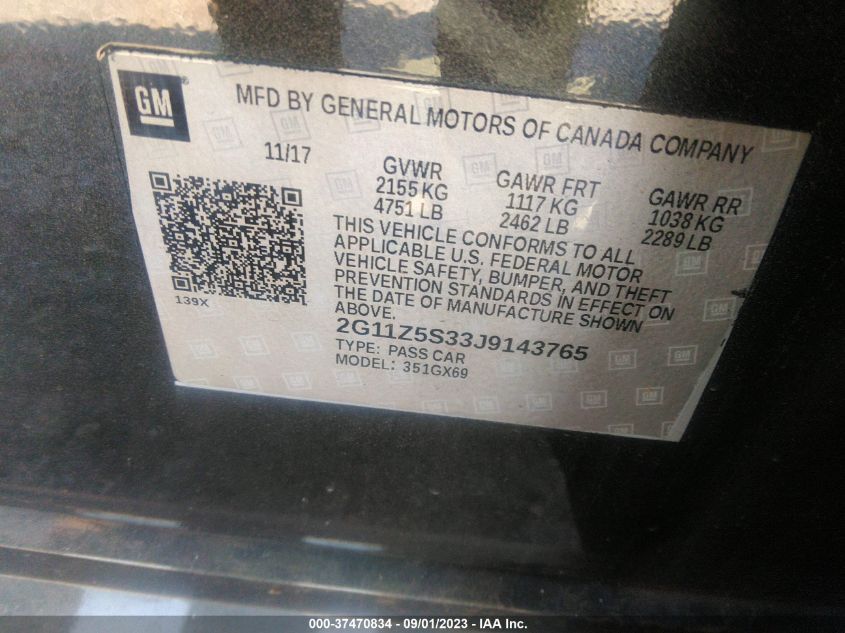 GM
MFD BY GENERAL MOTORS OF CANADA COMPANY
11/17
GVWR
2155 KG
4751 LB
GAWR FRT
1117 KG
2462 LB
GAWR RR
1038 KG
2289 LB
THIS VEHICLE CONFORMS TO ALL
APPLICABLE U.S. FEDERAL MOTOR
VEHICLE SAFETY, BUMPER, AND THEFT
PREVENTION STANDARDS IN EFFECT ON
THE DATE OF MANUFACTURE SHOWN
ABOVE.
139X
2G11Z5S33J9143765
TYPE: PASS CAR
MODEL: 351GX69
000-37470834 - 09/01/2023 - IAA Inc.